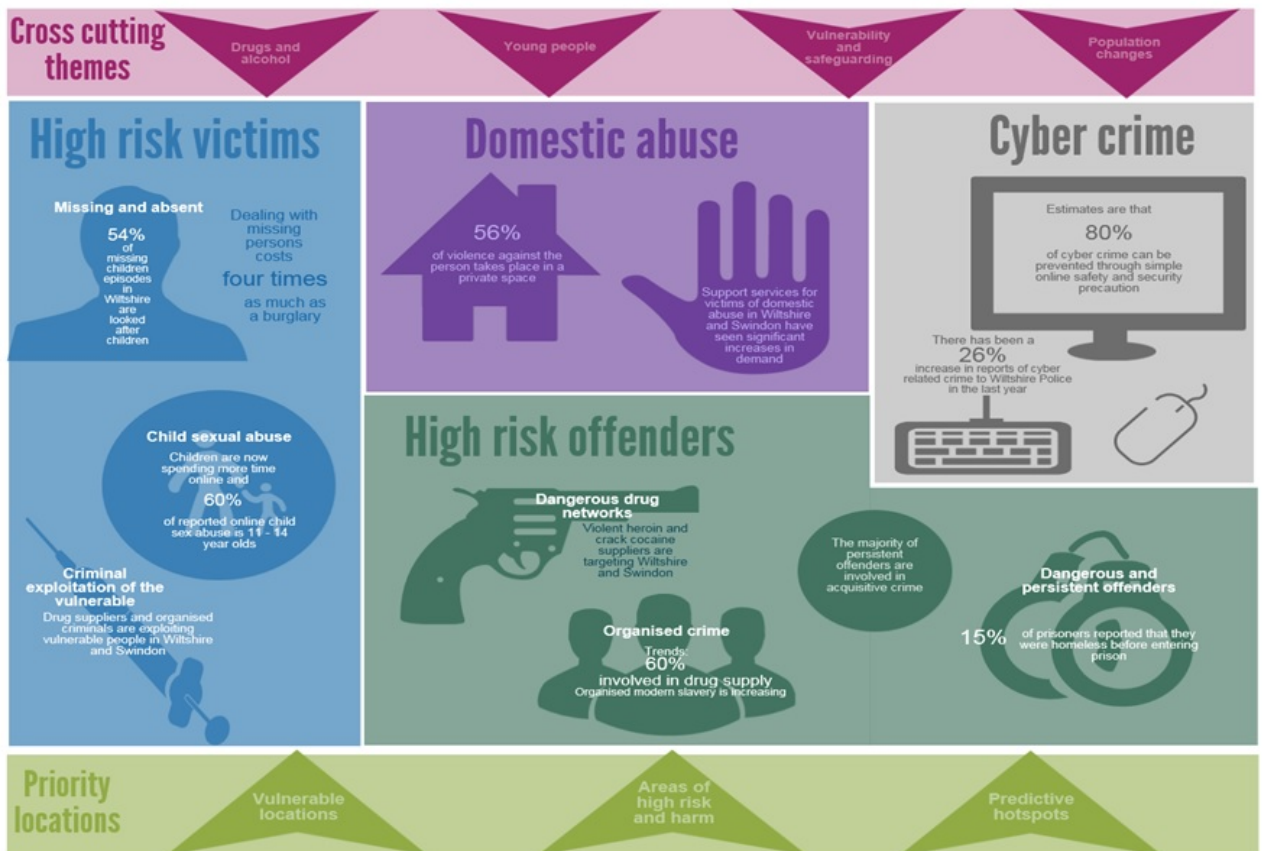 Cross cutting
themes
Drugs and
alcohol
Young people
Vulnerability
and
safeguarding
Population
changes
High risk victims
Missing and absent
54%
of
missing
children
episodes
in
Wiltshire
are
looked
after
children
Dealing with
missing
persons
costs
four times
as much as
a burglary
Child sexual abuse
Children are now
spending more time
online and
60%
of reported online child
sex abuse is 11 - 14
year olds
Criminal
exploitation of the
vulnerable
Drug suppliers and organised
criminals are exploiting
vulnerable people in Wiltshire
and Swindon
Domestic abuse
56%
of violence against the
person takes place in a
private space
Support services for
victims of domestic
abuse in Wiltshire
and Swindon have
seen significant
increases in
demand
Cyber crime
Estimates are that
80%
of cyber crime can be
prevented through simple
online safety and security
precaution
There has been a
26%
increase in reports of cyber
related crime to Wiltshire Police
in the last year
High risk offenders
Dangerous drug
networks
Violent heroin and
crack cocaine
suppliers are
targeting Wiltshire
and Swindon
Organised crime
Trends:
60%
involved in drug supply
Organised modern slavery is increasing
The majority of
persistent
offenders are
involved in
acquisitive crime
Dangerous and
persistent offenders
15%
of prisoners reported that they
were homeless before entering
prison
Priority
locations
Vulnerable
locations
Areas of
high risk
and harm
Predictive
hotspots